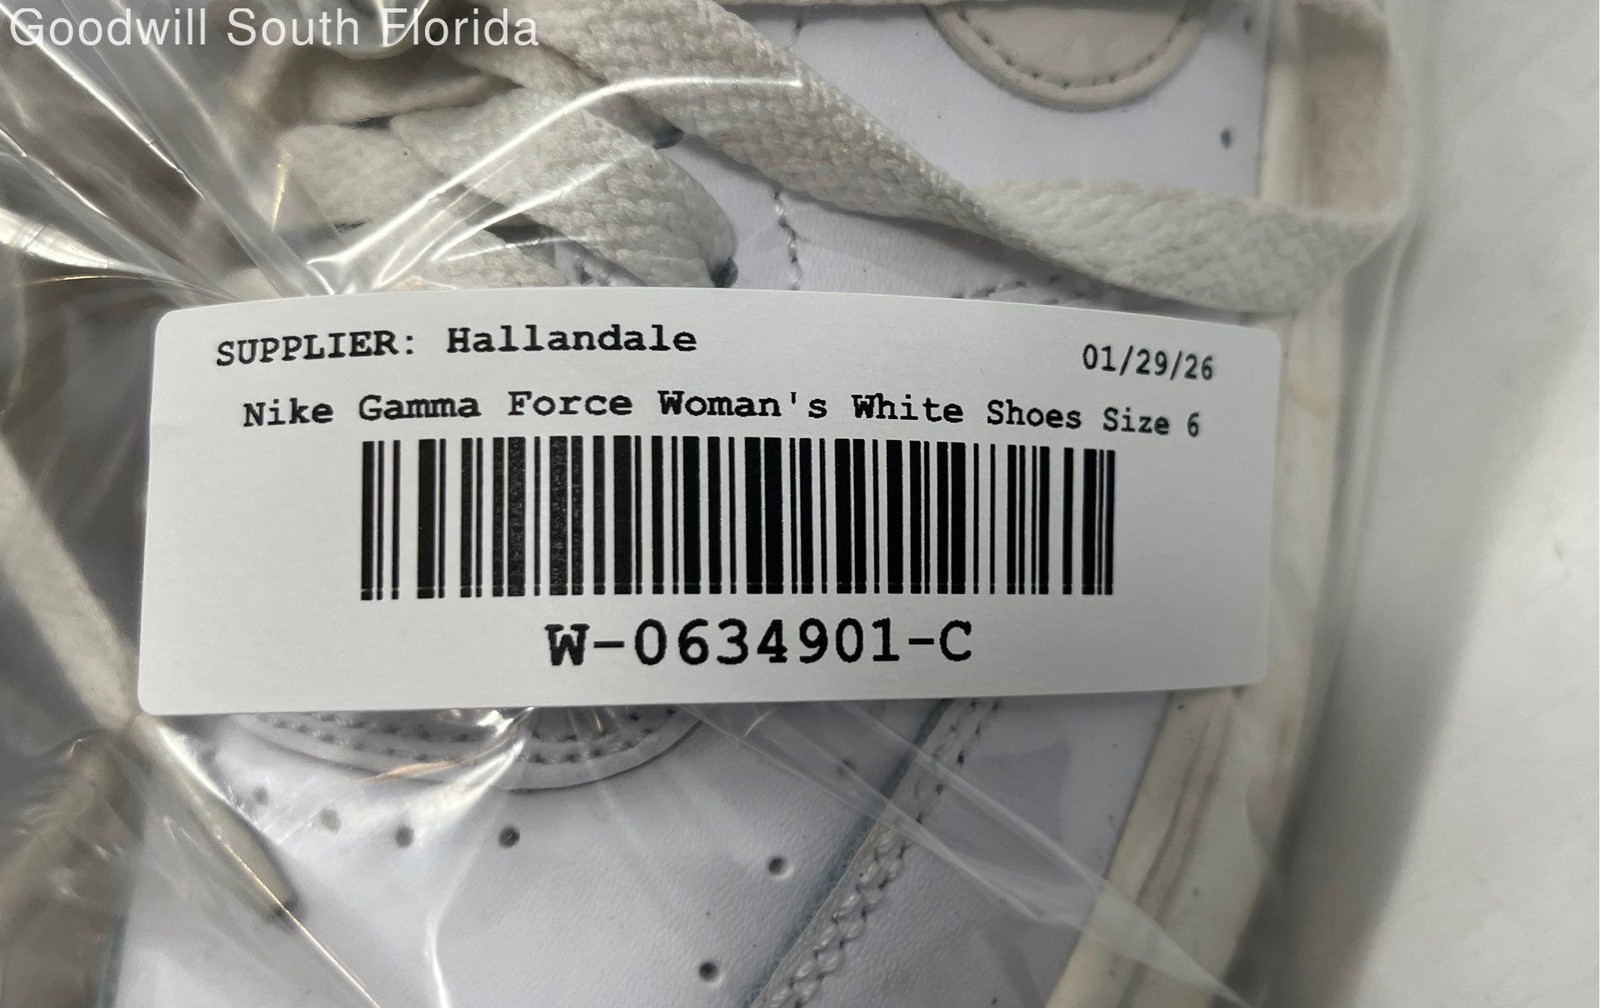 Goodwill South Florida
SUPPLIER: Hallandale
01/29/26
Nike Gamma Force Woman's White Shoes Size 6
W-0634901-C